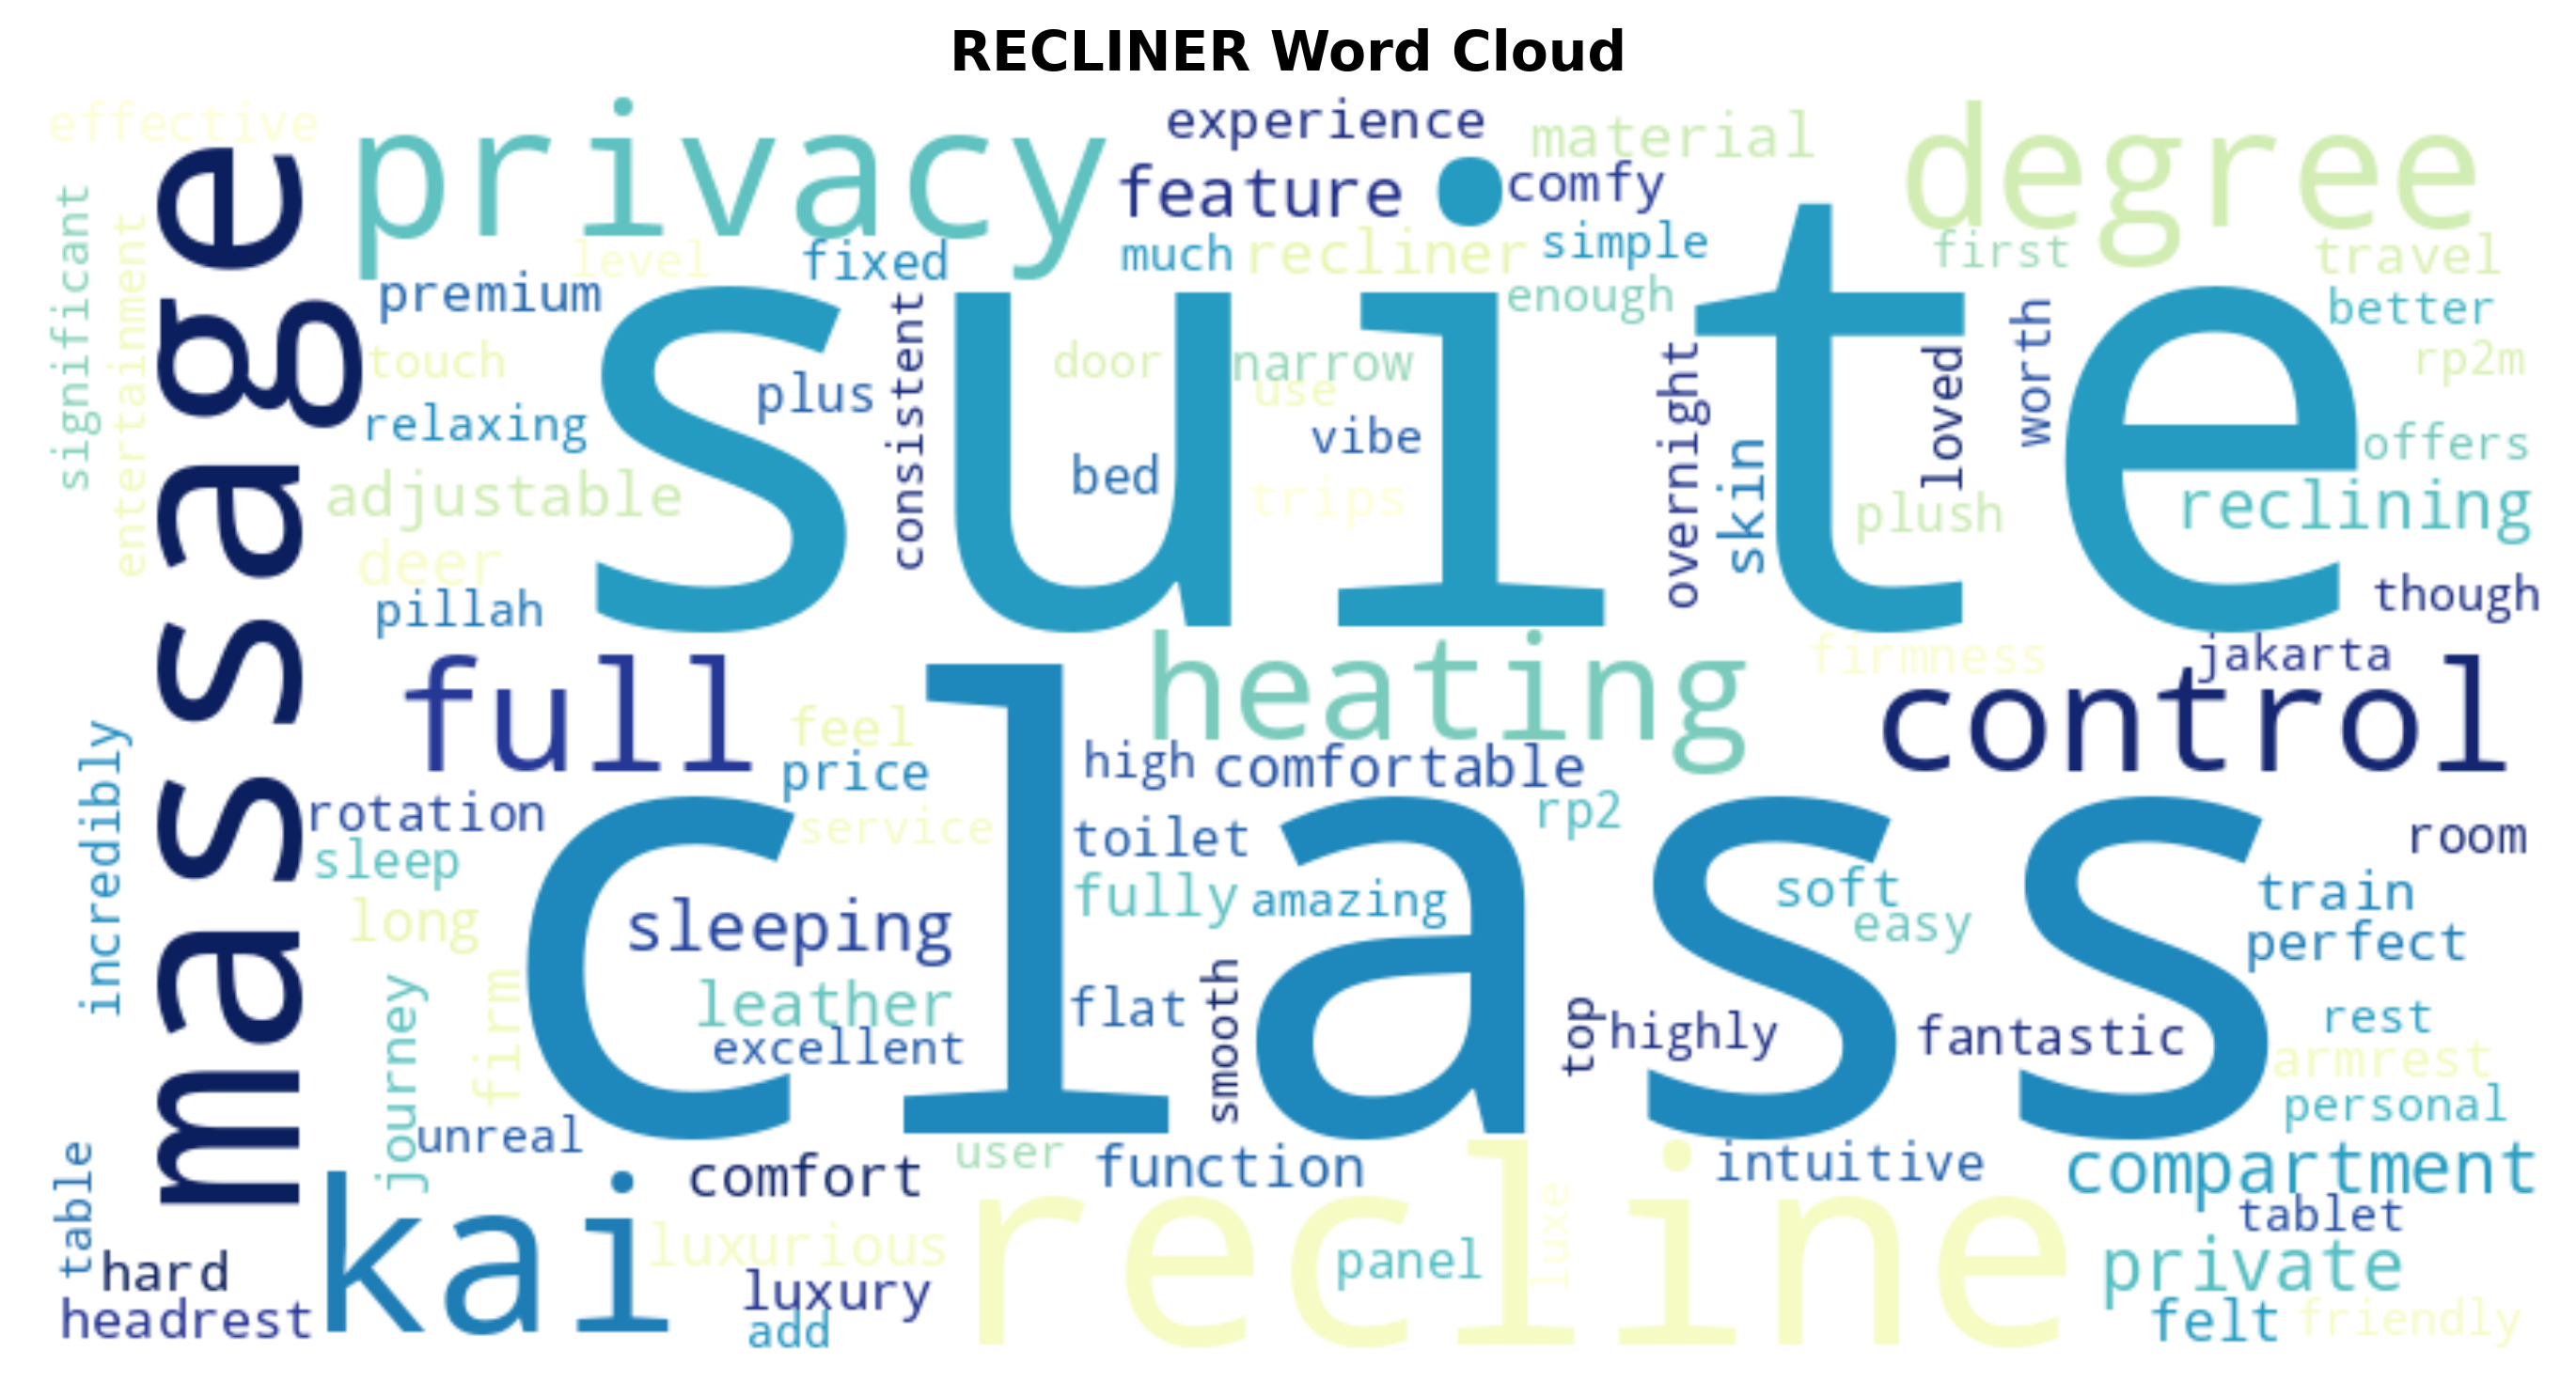 RECLINER Word Cloud
effective
privacy
experience
material
degree
feature
comfy
significant
entertainment
massage
level
fixed
much
recliner
simple
first
travel
premium
suite
consistent
enough
worth
better
touch
door
narrow
overnight
loved
rp2m
plus
use
relaxing
vibe
skin
offers
bed
adjustable
trips
plush
reclining
deer
pillah
though
full
heating
firmness
jakarta
control
incredibly
feel
class
price
high
comfortable
rotation
service
toilet
rp2
room
sleep
fully
amazing
soft
train
long
sleeping
easy
perfect
journey
firm
leather
flat
smooth
top
highly
fantastic
rest
excellent
armrest
unreal
user
function
intuitive
personal
table
comfort
compartment
kai
recline
luxe
tablet
luxurious
panel
private
hard
luxury
headrest
add
felt
friendly